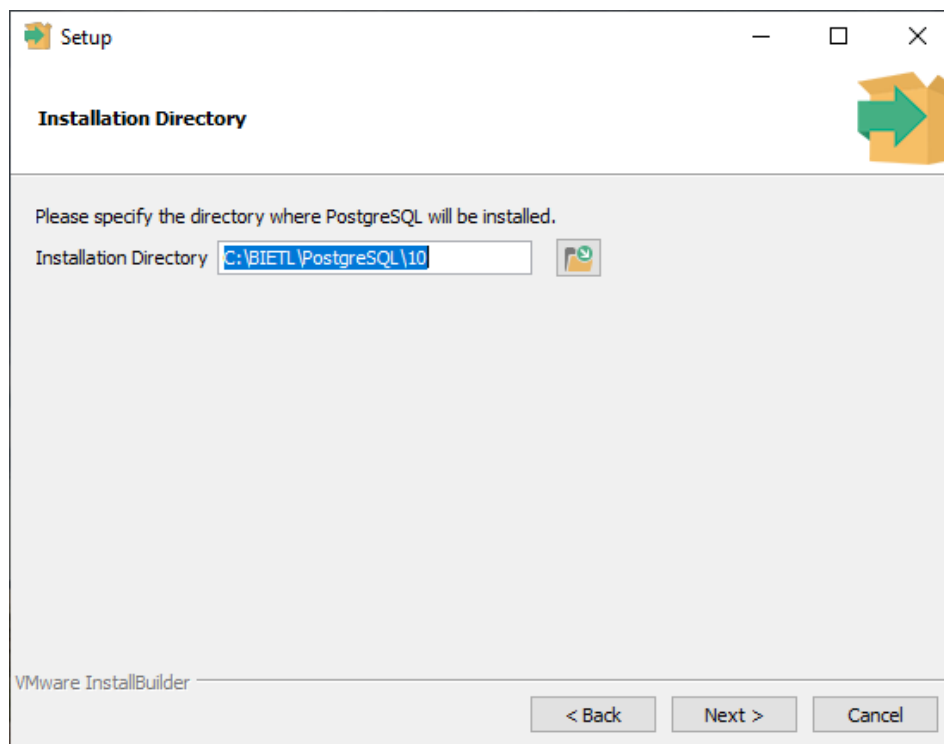 Setup
Installation Directory
Please specify the directory where PostgreSQL will be installed.
Installation Directory C:\BIETL\PostgreSQL\10
VMware InstallBuilder
< Back Next > Cancel